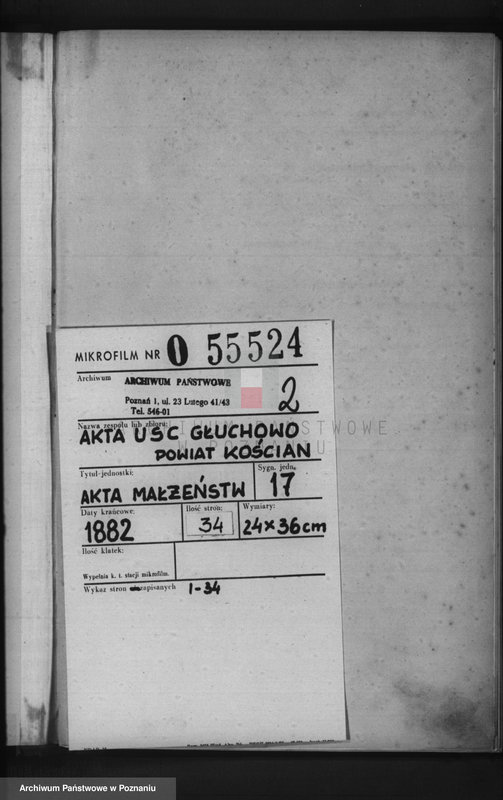 MIKROFILM NR O 55524
Archiwum ARCHIWUM PAŃSTWOWE
Poznań 1, ul. 23 Lutego 41/43
Tel. 546-01
2
Nazwa zespołu lub zbioru:
AKTA USC GŁUCHOWO
POWIAT KOŚCIAN
Tytuł jednostki: Sygn. jedn.
AKTA MAŁŻEŃSTW 17
Daty krańcowe: Ilość stron: Wymiary:
1882 34 24×36cm
Ilość klatek:
Wypełnia k. t. stacji mikrofilm.
Wykaz stron zapisanych 1-34
Archiwum Państwowe w Poznaniu